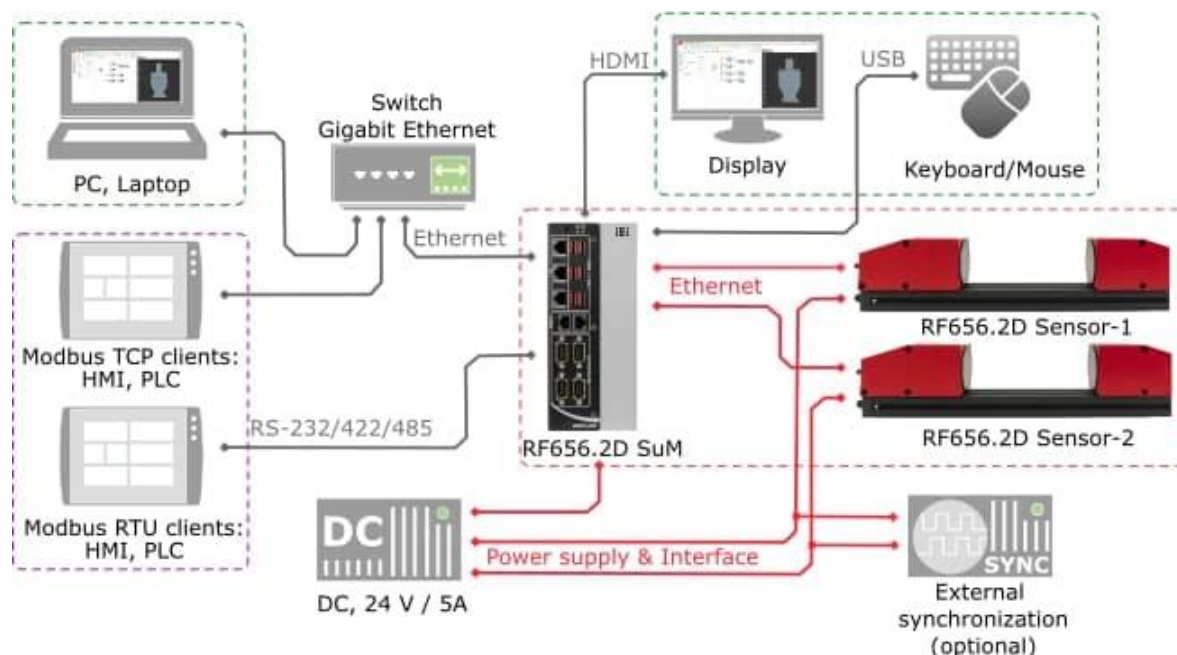 HDMI
USB
Switch
Gigabit Ethernet
PC, Laptop
Display
Keyboard/Mouse
Ethernet
Ethernet
RF656.2D Sensor-1
Modbus TCP clients:
HMI, PLC
RS-232/422/485
RF656.2D SuM
RF656.2D Sensor-2
Modbus RTU clients:
HMI, PLC
DC
Power supply & Interface
SYNC
DC, 24 V / 5A
External
synchronization
(optional)